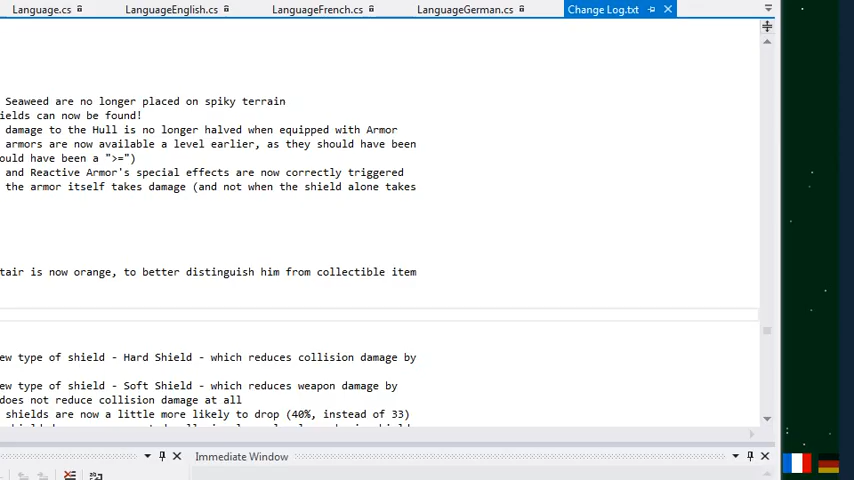 Language.cs LanguageEnglish.cs LanguageFrench.cs LanguageGerman.cs Change Log.txt
Seaweed are no longer placed on spiky terrain
ields can now be found!
damage to the Hull is no longer halved when equipped with Armor
armors are now available a level earlier, as they should have been
ould have been a ">=")
and Reactive Armor's special effects are now correctly triggered
the armor itself takes damage (and not when the shield alone takes
tair is now orange, to better distinguish him from collectible item
ew type of shield - Hard Shield - which reduces collision damage by
ew type of shield - Soft Shield - which reduces weapon damage by
does not reduce collision damage at all
shields are now a little more likely to drop (40%, instead of 33)
Immediate Window